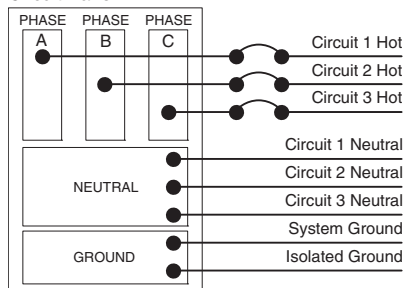 PHASE PHASE PHASE
A B C
Circuit 1 Hot
Circuit 2 Hot
Circuit 3 Hot
Circuit 1 Neutral
Circuit 2 Neutral
NEUTRAL
Circuit 3 Neutral
System Ground
GROUND
Isolated Ground